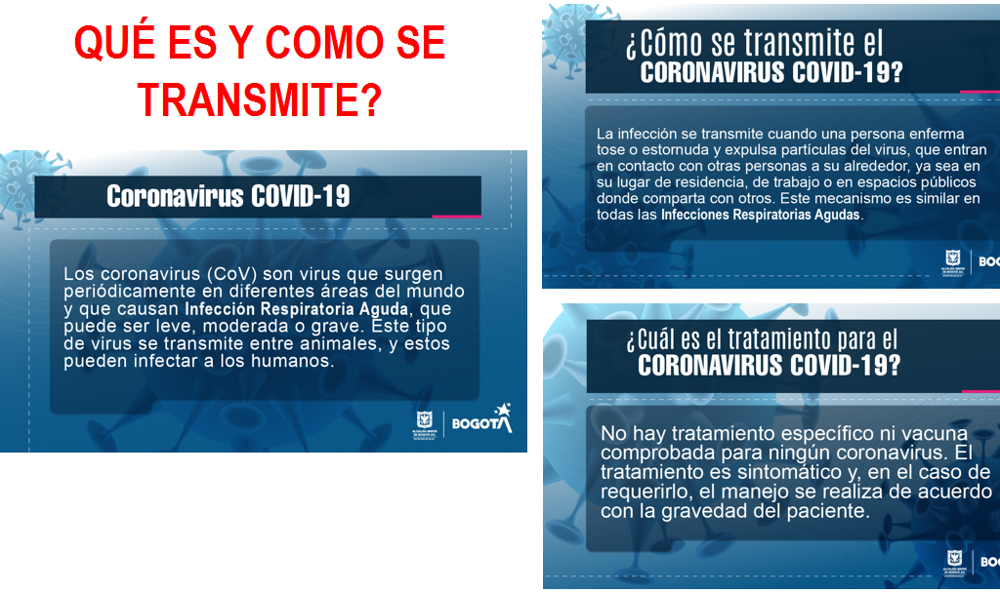 QUÉ ES Y COMO SE
TRANSMITE?
Coronavirus COVID-19
Los coronavirus (CoV) son virus que surgen
periódicamente en diferentes áreas del mundo
y que causan Infección Respiratoria Aguda, que
puede ser leve, moderada o grave. Este tipo
de virus se transmite entre animales, y estos
pueden infectar a los humanos.
ALCALDÍA MAYOR
DE BOGOTÁ D.C.
BOGOTÁ
¿Cómo se transmite el
CORONAVIRUS COVID-19?
La infección se transmite cuando una persona enferma
tose o estornuda y expulsa partículas del virus, que entran
en contacto con otras personas a su alrededor, ya sea en
su lugar de residencia, de trabajo o en espacios públicos
donde comparta con otros. Este mecanismo es similar en
todas las Infecciones Respiratorias Agudas.
ALCALDÍA MAYOR
DE BOGOTÁ D.C.
BOG
¿Cuál es el tratamiento para el
CORONAVIRUS COVID-19?
No hay tratamiento específico ni vacuna
comprobada para ningún coronavirus. El
tratamiento es sintomático y, en el caso de
requerirlo, el manejo se realiza de acuerdo
con la gravedad del paciente.
ALCALDÍA MAYOR
DE BOGOTÁ D.C.
BOG